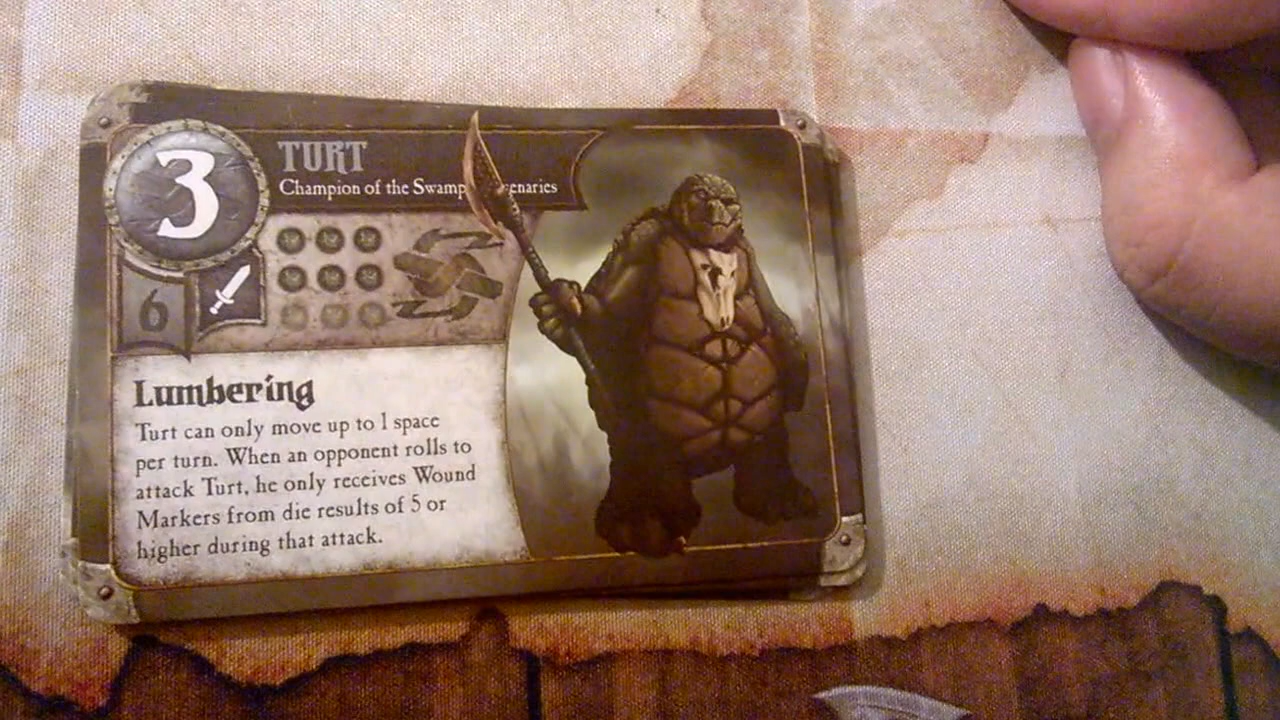 3
TURT
Champion of the Swamp
6
Lumbering
Turt can only move up to 1 space
per turn. When an opponent rolls to
attack Turt, he only receives Wound
Markers from die results of 5 or
higher during that attack.